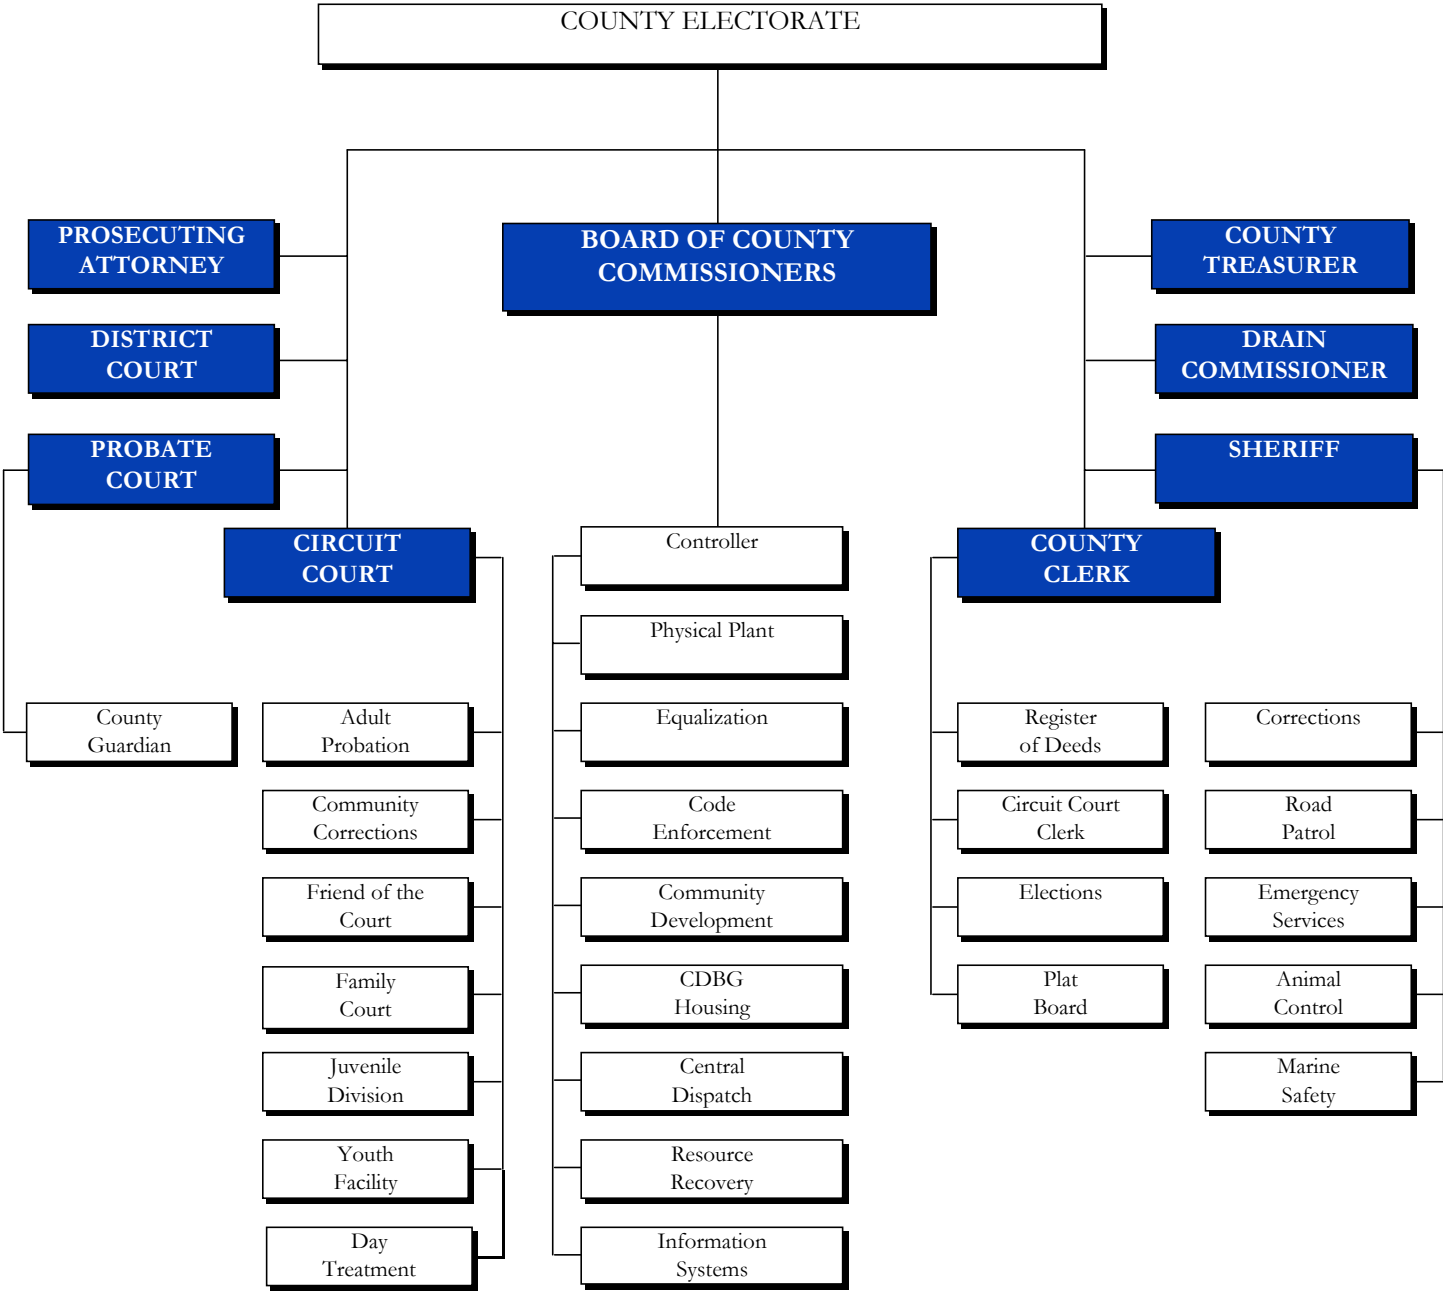 COUNTY ELECTORATE
PROSECUTING
ATTORNEY
BOARD OF COUNTY
COMMISSIONERS
COUNTY
TREASURER
DISTRICT
COURT
DRAIN
COMMISSIONER
PROBATE
COURT
SHERIFF
CIRCUIT
COURT
Controller
COUNTY
CLERK
Physical Plant
County
Guardian
Adult
Probation
Equalization
Register
of Deeds
Corrections
Community
Corrections
Code
Enforcement
Circuit Court
Clerk
Road
Patrol
Friend of the
Court
Community
Development
Elections
Emergency
Services
Family
Court
CDBG
Housing
Plat
Board
Animal
Control
Juvenile
Division
Central
Dispatch
Marine
Safety
Youth
Facility
Resource
Recovery
Day
Treatment
Information
Systems